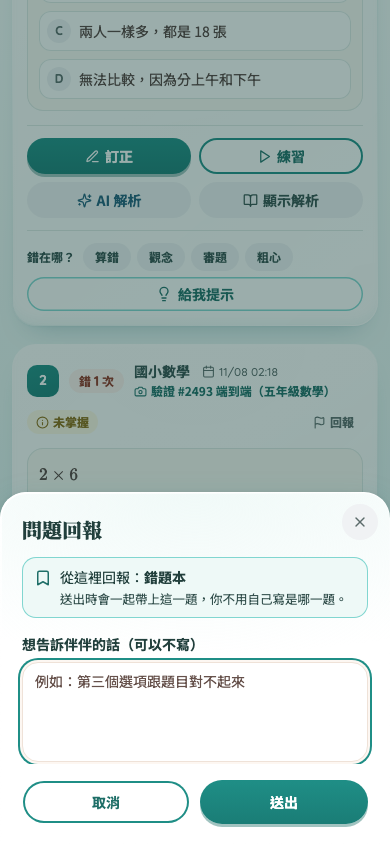 C 兩人一樣多，都是 18 張
D 無法比較，因為分上午和下午
訂正
練習
AI 解析
顯示解析
錯在哪？ 算錯 觀念 審題 粗心
給我提示
2 錯 1 次 國小數學 11/08 02:18
驗證 #2493 端到端（五年級數學）
未掌握
回報
2 × 6
問題回報
從這裡回報：錯題本
送出時會一起帶上這一題，你不用自己寫是哪一題。
想告訴伴伴的話（可以不寫）
例如：第三個選項跟題目對不起來
取消
送出